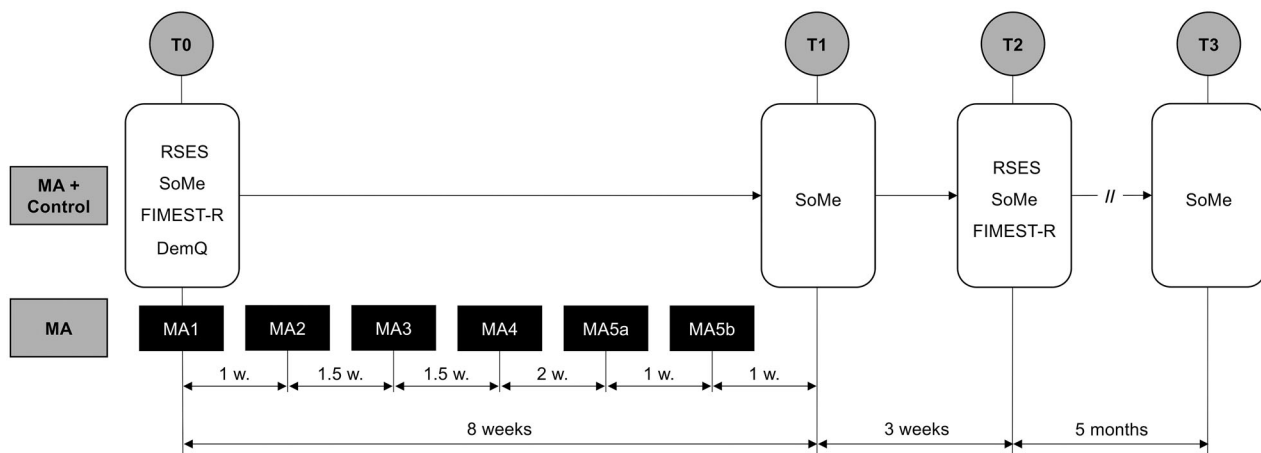 T0
T1
T2
T3
MA +
Control
RSES
SoMe
FIMEST-R
DemQ
SoMe
RSES
SoMe
FIMEST-R
//
SoMe
MA
MA1
MA2
MA3
MA4
MA5a
MA5b
1 w.
1.5 w.
1.5 w.
2 w.
1 w.
1 w.
8 weeks
3 weeks
5 months